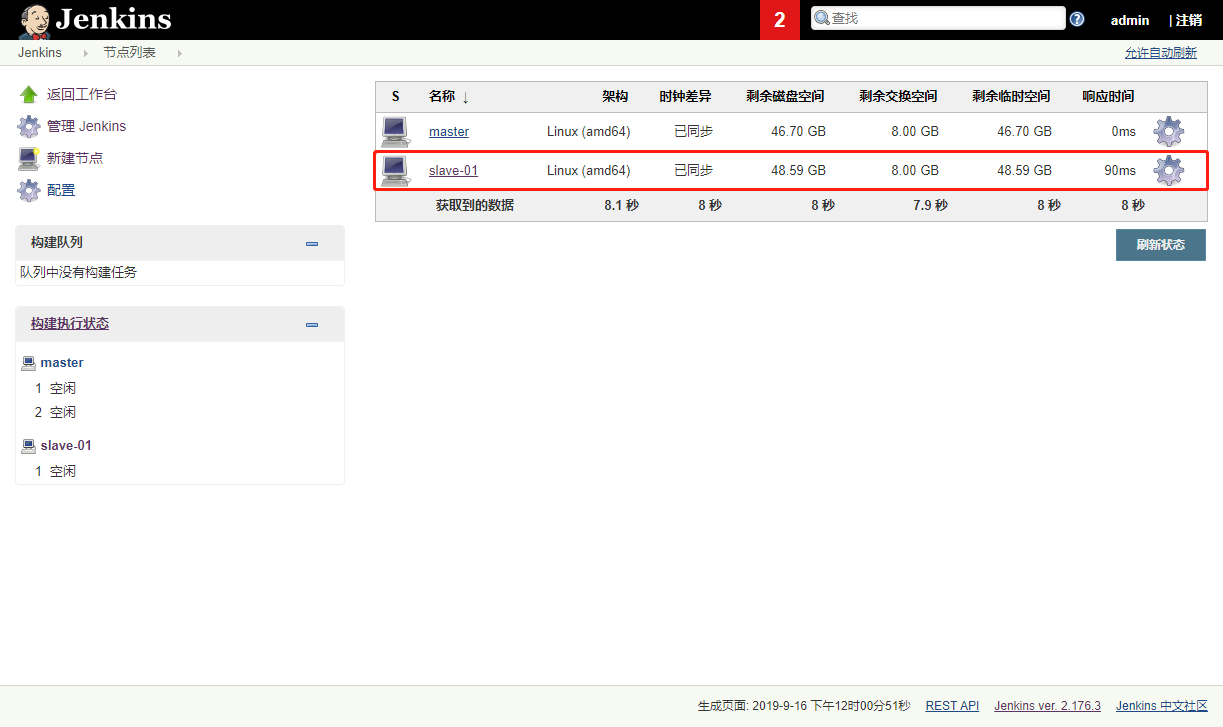 Jenkins
2
查找
admin
| 注销
Jenkins
节点列表
允许自动刷新
返回工作台
管理 Jenkins
新建节点
配置
构建队列
队列中没有构建任务
构建执行状态
master
1 空闲
2 空闲
slave-01
1 空闲
S 名称 ↓ 架构 时钟差异 剩余磁盘空间 剩余交换空间 剩余临时空间 响应时间
master Linux (amd64) 已同步 46.70 GB 8.00 GB 46.70 GB 0ms
slave-01 Linux (amd64) 已同步 48.59 GB 8.00 GB 48.59 GB 90ms
获取到的数据 8.1 秒 8 秒 8 秒 7.9 秒 8 秒 8 秒
刷新状态
生成页面: 2019-9-16 下午12时00分51秒 REST API Jenkins ver. 2.176.3 Jenkins 中文社区